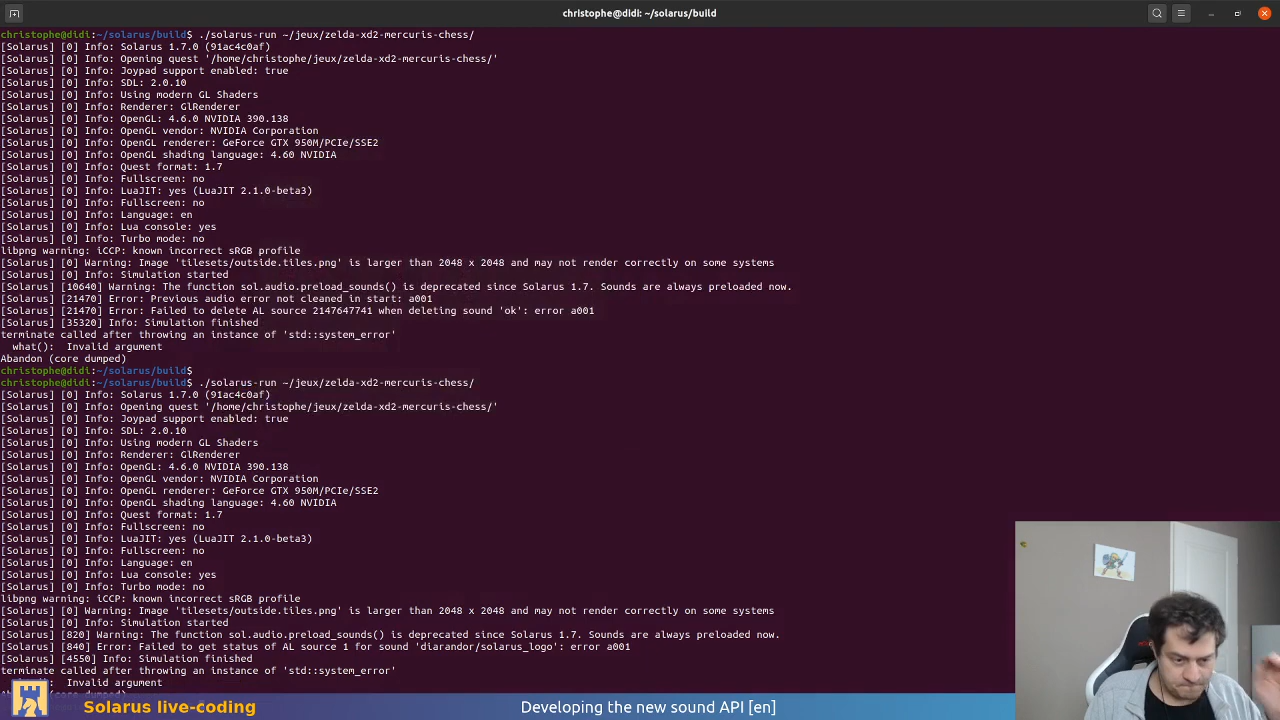 christophe@didi: ~/solarus/build
christophe@didi:~/solarus/build$ ./solarus-run ~/jeux/zelda-xd2-mercuris-chess/
[Solarus] [0] Info: Solarus 1.7.0 (91ac4c0af)
[Solarus] [0] Info: Opening quest '/home/christophe/jeux/zelda-xd2-mercuris-chess/'
[Solarus] [0] Info: Joypad support enabled: true
[Solarus] [0] Info: SDL: 2.0.10
[Solarus] [0] Info: Using modern GL Shaders
[Solarus] [0] Info: Renderer: GlRenderer
[Solarus] [0] Info: OpenGL: 4.6.0 NVIDIA 390.138
[Solarus] [0] Info: OpenGL vendor: NVIDIA Corporation
[Solarus] [0] Info: OpenGL renderer: GeForce GTX 950M/PCIe/SSE2
[Solarus] [0] Info: OpenGL shading language: 4.60 NVIDIA
[Solarus] [0] Info: Quest format: 1.7
[Solarus] [0] Info: Fullscreen: no
[Solarus] [0] Info: LuaJIT: yes (LuaJIT 2.1.0-beta3)
[Solarus] [0] Info: Fullscreen: no
[Solarus] [0] Info: Language: en
[Solarus] [0] Info: Lua console: yes
[Solarus] [0] Info: Turbo mode: no
libpng warning: iCCP: known incorrect sRGB profile
[Solarus] [0] Warning: Image 'tilesets/outside.tiles.png' is larger than 2048 x 2048 and may not render correctly on some systems
[Solarus] [0] Info: Simulation started
[Solarus] [10640] Warning: The function sol.audio.preload_sounds() is deprecated since Solarus 1.7. Sounds are always preloaded now.
[Solarus] [21470] Error: Previous audio error not cleaned in start: a001
[Solarus] [21470] Error: Failed to delete AL source 2147647741 when deleting sound 'ok': error a001
[Solarus] [35320] Info: Simulation finished
terminate called after throwing an instance of 'std::system_error'
what(): Invalid argument
Abandon (core dumped)
christophe@didi:~/solarus/build$
christophe@didi:~/solarus/build$ ./solarus-run ~/jeux/zelda-xd2-mercuris-chess/
[Solarus] [0] Info: Solarus 1.7.0 (91ac4c0af)
[Solarus] [0] Info: Opening quest '/home/christophe/jeux/zelda-xd2-mercuris-chess/'
[Solarus] [0] Info: Joypad support enabled: true
[Solarus] [0] Info: SDL: 2.0.10
[Solarus] [0] Info: Using modern GL Shaders
[Solarus] [0] Info: Renderer: GlRenderer
[Solarus] [0] Info: OpenGL: 4.6.0 NVIDIA 390.138
[Solarus] [0] Info: OpenGL vendor: NVIDIA Corporation
[Solarus] [0] Info: OpenGL renderer: GeForce GTX 950M/PCIe/SSE2
[Solarus] [0] Info: OpenGL shading language: 4.60 NVIDIA
[Solarus] [0] Info: Quest format: 1.7
[Solarus] [0] Info: Fullscreen: no
[Solarus] [0] Info: LuaJIT: yes (LuaJIT 2.1.0-beta3)
[Solarus] [0] Info: Fullscreen: no
[Solarus] [0] Info: Language: en
[Solarus] [0] Info: Lua console: yes
[Solarus] [0] Info: Turbo mode: no
libpng warning: iCCP: known incorrect sRGB profile
[Solarus] [0] Warning: Image 'tilesets/outside.tiles.png' is larger than 2048 x 2048 and may not render correctly on some systems
[Solarus] [0] Info: Simulation started
[Solarus] [820] Warning: The function sol.audio.preload_sounds() is deprecated since Solarus 1.7. Sounds are always preloaded now.
[Solarus] [840] Error: Failed to get status of AL source 1 for sound 'diarandor/solarus_logo': error a001
[Solarus] [4550] Info: Simulation finished
terminate called after throwing an instance of 'std::system_error'
Invalid argument
Solarus live-coding
Developing the new sound API [en]